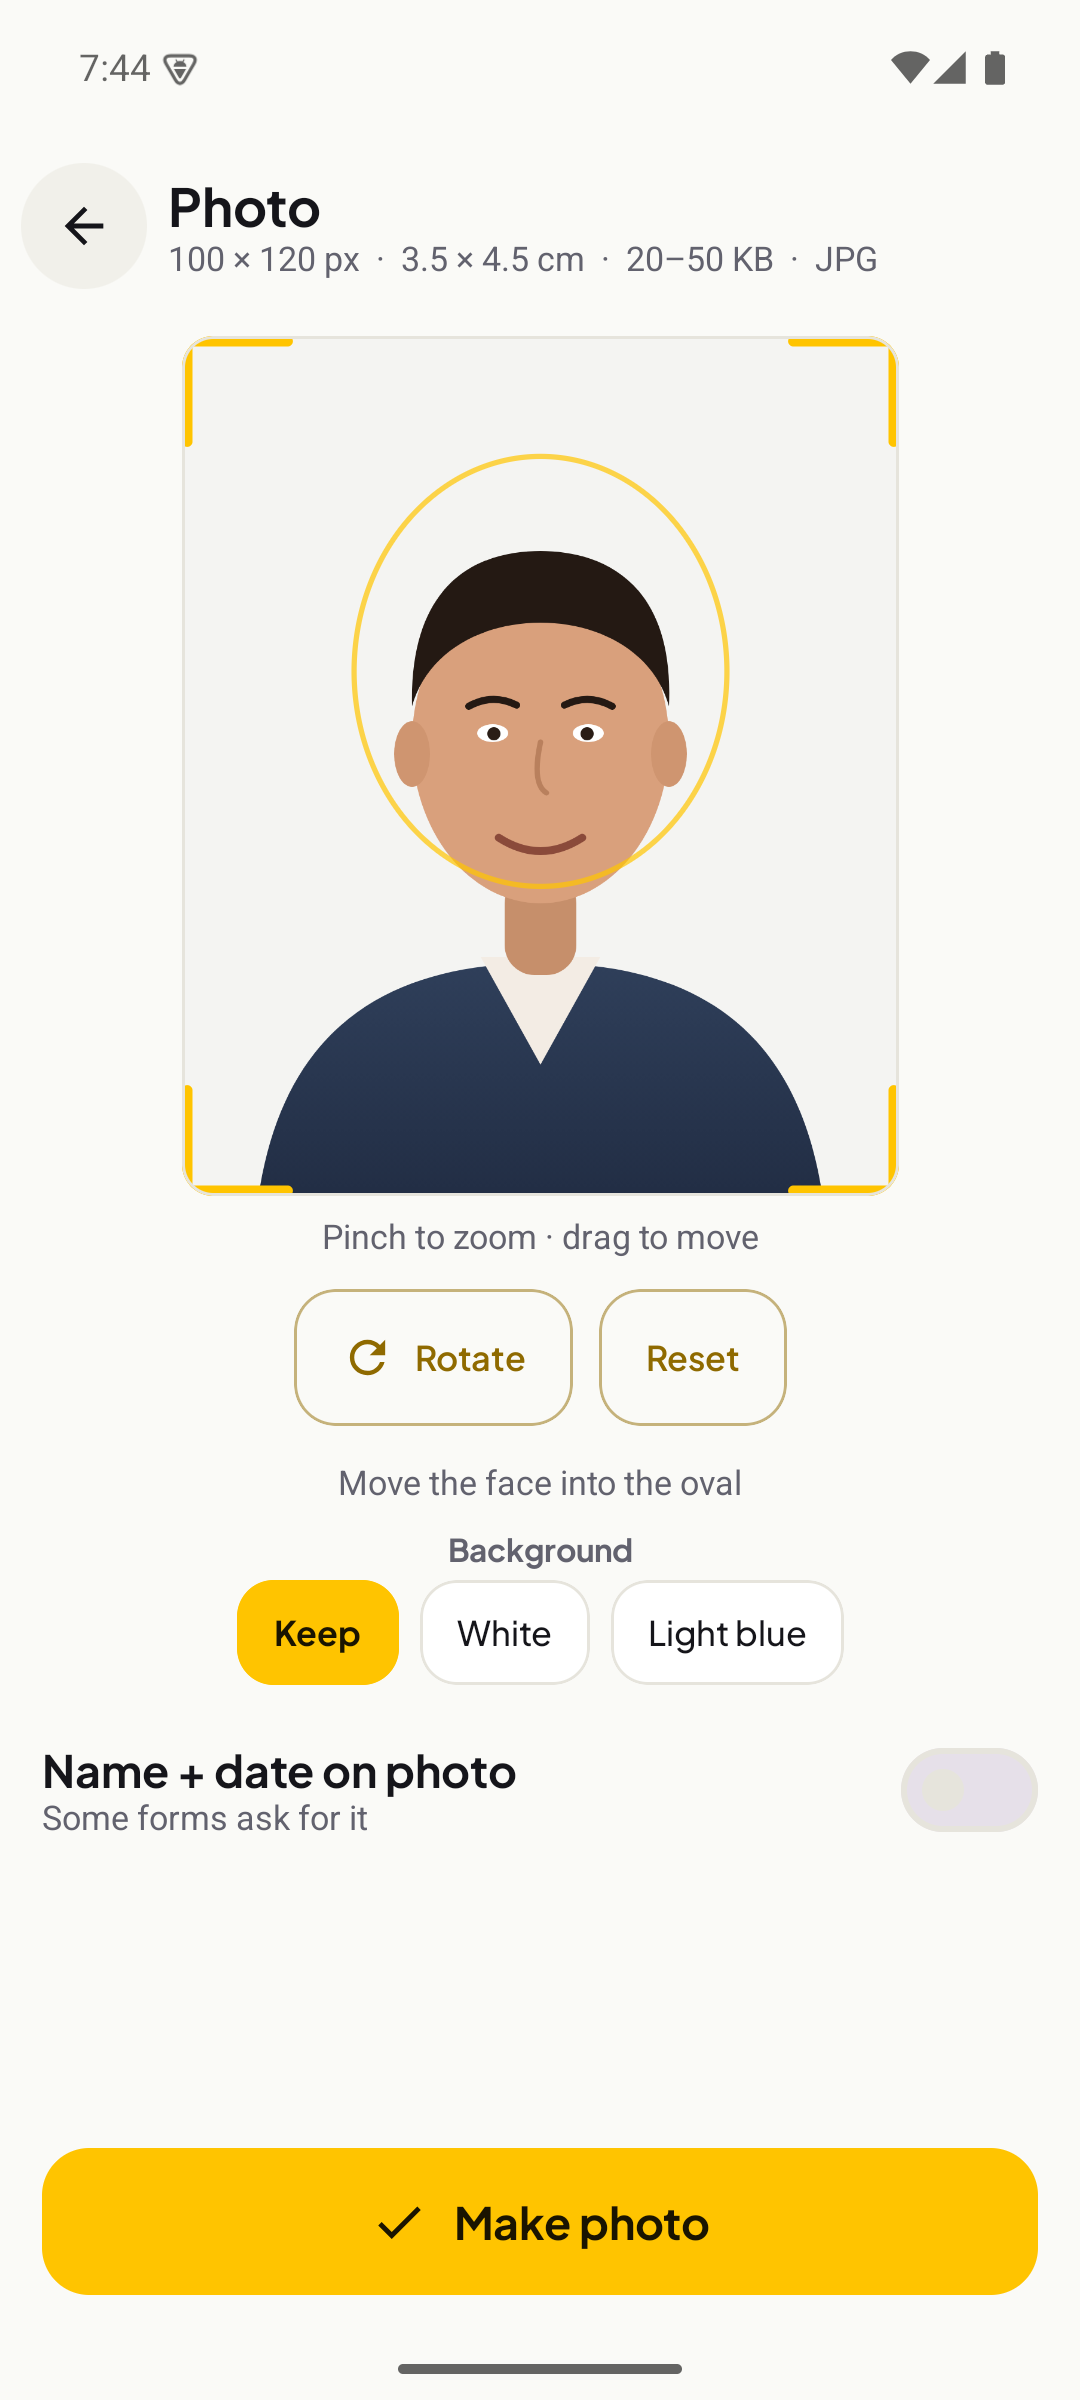 7:44
Photo
100 × 120 px · 3.5 × 4.5 cm · 20–50 KB · JPG
Pinch to zoom · drag to move
Rotate Reset
Move the face into the oval
Background
Keep White Light blue
Name + date on photo
Some forms ask for it
Make photo